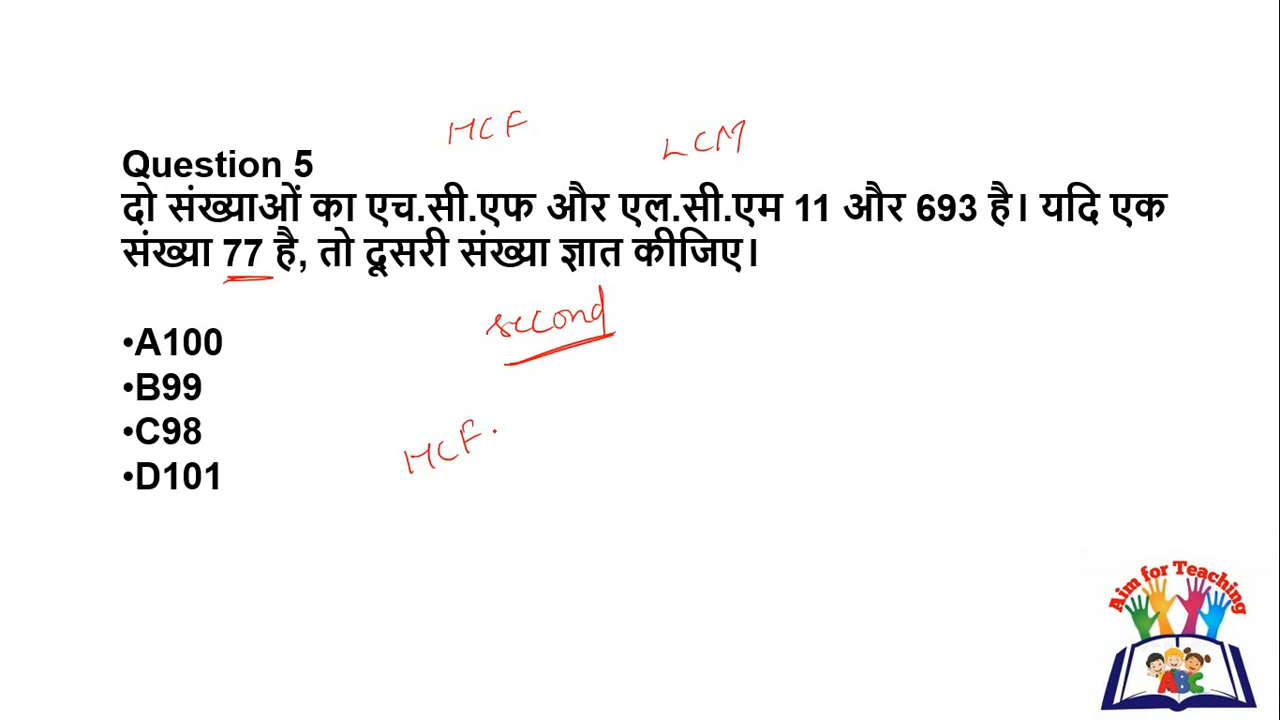 HCF
LCM
Question 5
दो संख्याओं का एच.सी.एफ और एल.सी.एम 11 और 693 है। यदि एक
संख्या 77 है, तो दूसरी संख्या ज्ञात कीजिए।
second
•A100
•B99
•C98
•D101
HCF.
Aim for Teaching
ABC